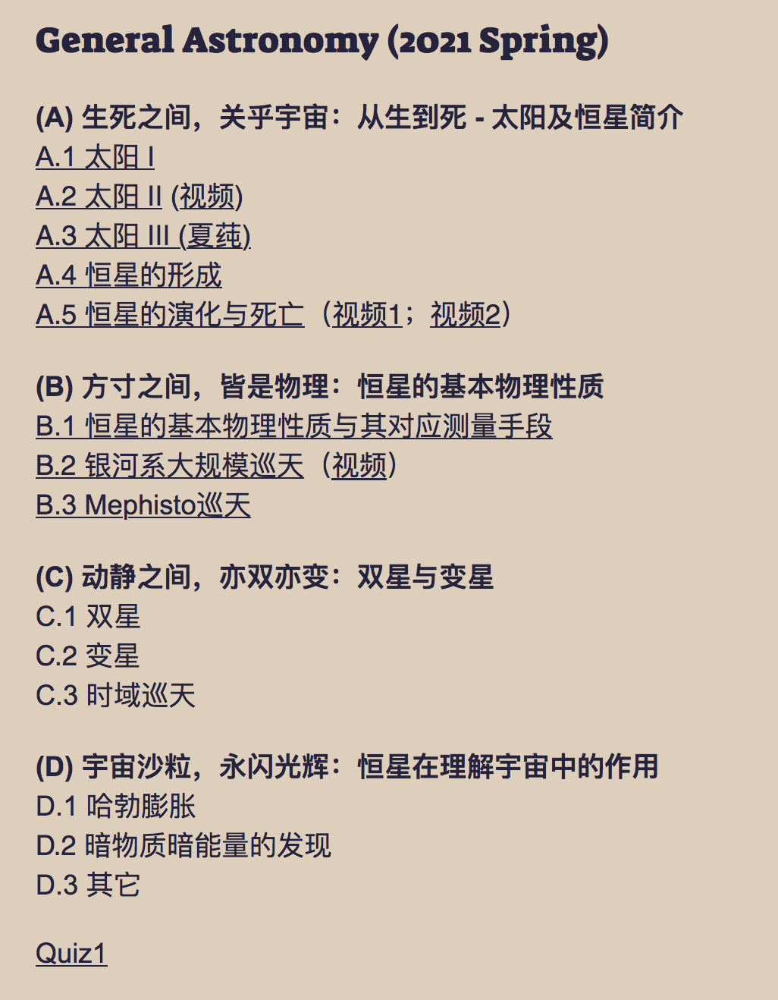 General Astronomy (2021 Spring)
(A) 生死之间，关乎宇宙：从生到死 - 太阳及恒星简介
A.1 太阳 I
A.2 太阳 II (视频)
A.3 太阳 III (夏莼)
A.4 恒星的形成
A.5 恒星的演化与死亡（视频1；视频2）
(B) 方寸之间，皆是物理：恒星的基本物理性质
B.1 恒星的基本物理性质与其对应测量手段
B.2 银河系大规模巡天（视频）
B.3 Mephisto巡天
(C) 动静之间，亦双亦变：双星与变星
C.1 双星
C.2 变星
C.3 时域巡天
(D) 宇宙沙粒，永闪光辉：恒星在理解宇宙中的作用
D.1 哈勃膨胀
D.2 暗物质暗能量的发现
D.3 其它
Quiz1